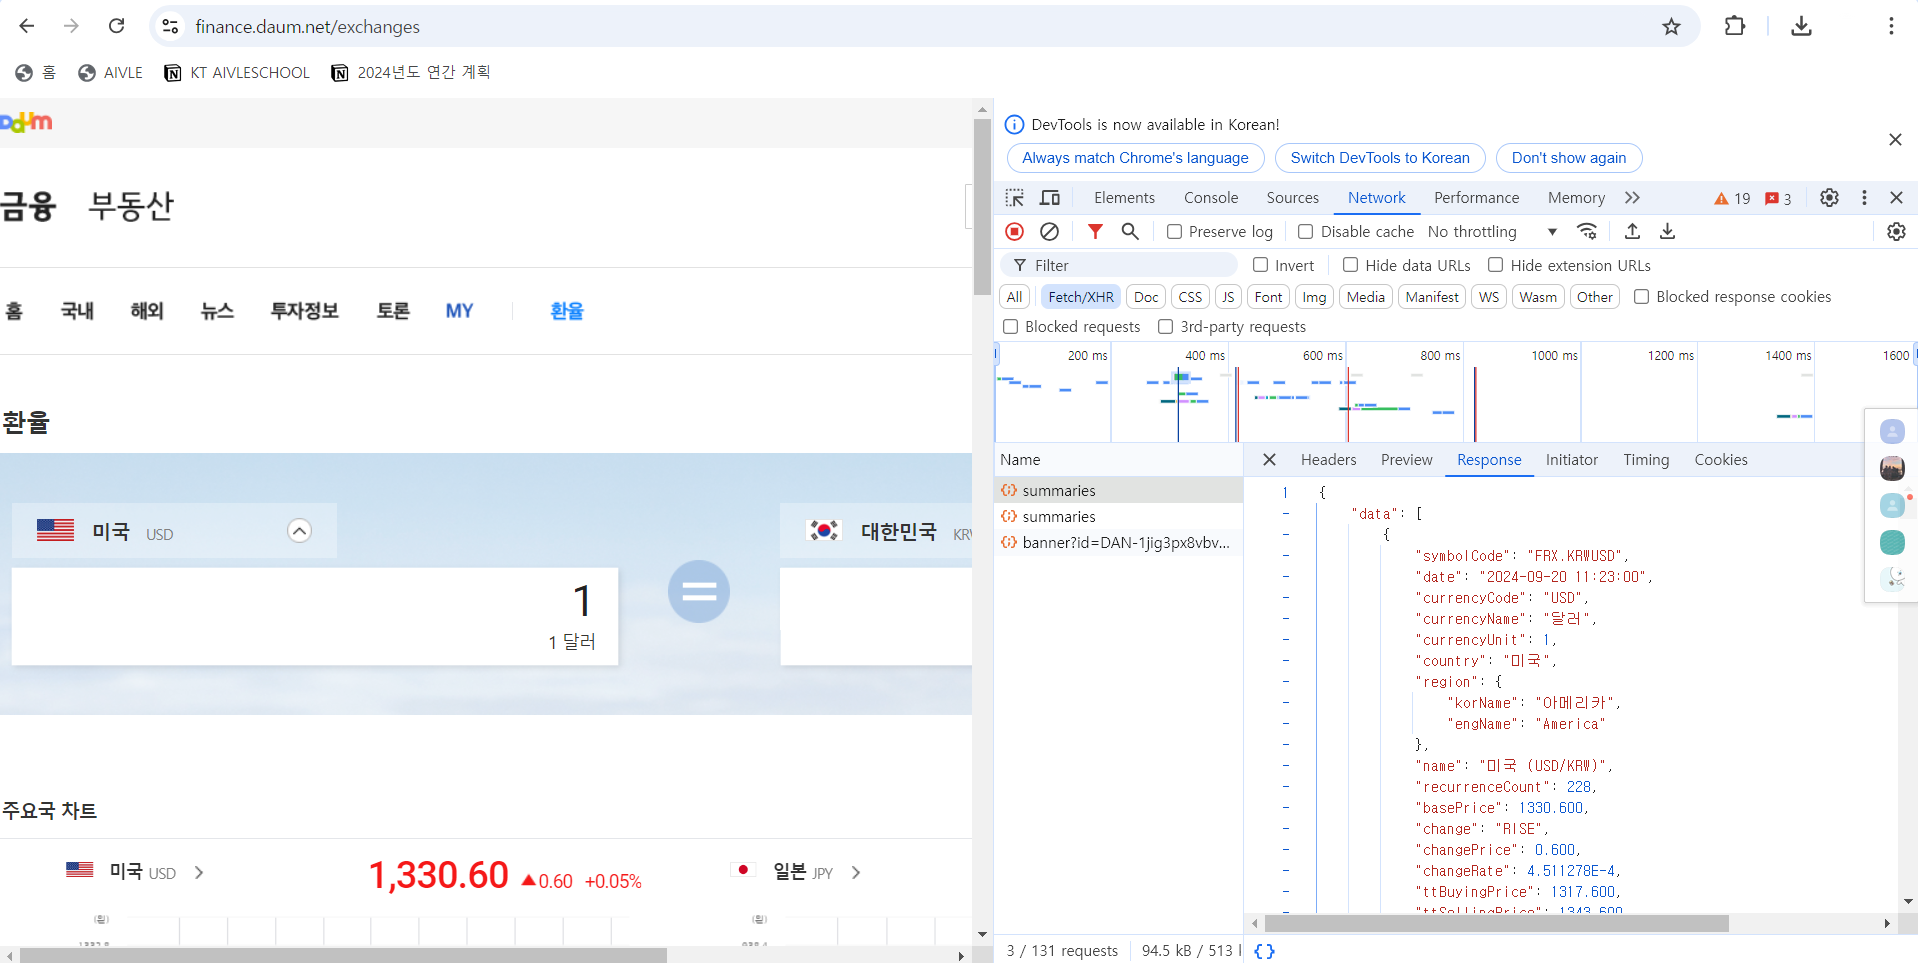 finance.daum.net/exchanges
홈 AIVLE KT AIVLESCHOOL 2024년도 연간 계획
Daum
금융 부동산
홈 국내 해외 뉴스 투자정보 토론 MY 환율
환율
미국 USD
1
1 달러
대한민국 KRW
주요국 차트
미국 USD 1,330.60 ▲0.60 +0.05%
일본 JPY
(원) (원)
DevTools is now available in Korean!
Always match Chrome's language Switch DevTools to Korean Don't show again
Elements Console Sources Network Performance Memory 19 3
Preserve log Disable cache No throttling
Filter Invert Hide data URLs Hide extension URLs
All Fetch/XHR Doc CSS JS Font Img Media Manifest WS Wasm Other Blocked response cookies
Blocked requests 3rd-party requests
200 ms 400 ms 600 ms 800 ms 1000 ms 1200 ms 1400 ms 1600
Name
summaries
summaries
banner?id=DAN-1jig3px8vbv...
Headers Preview Response Initiator Timing Cookies
1 {
- "data": [
- {
- "symbolCode": "FRX.KRWUSD",
- "date": "2024-09-20 11:23:00",
- "currencyCode": "USD",
- "currencyName": "달러",
- "currencyUnit": 1,
- "country": "미국",
- "region": {
- "korName": "아메리카",
- "engName": "America"
- },
- "name": "미국 (USD/KRW)",
- "recurrenceCount": 228,
- "basePrice": 1330.600,
- "change": "RISE",
- "changePrice": 0.600,
- "changeRate": 4.511278E-4,
- "ttBuyingPrice": 1317.600,
- "ttSellingPrice": 1343.600
3 / 131 requests 94.5 kB / 513 {}